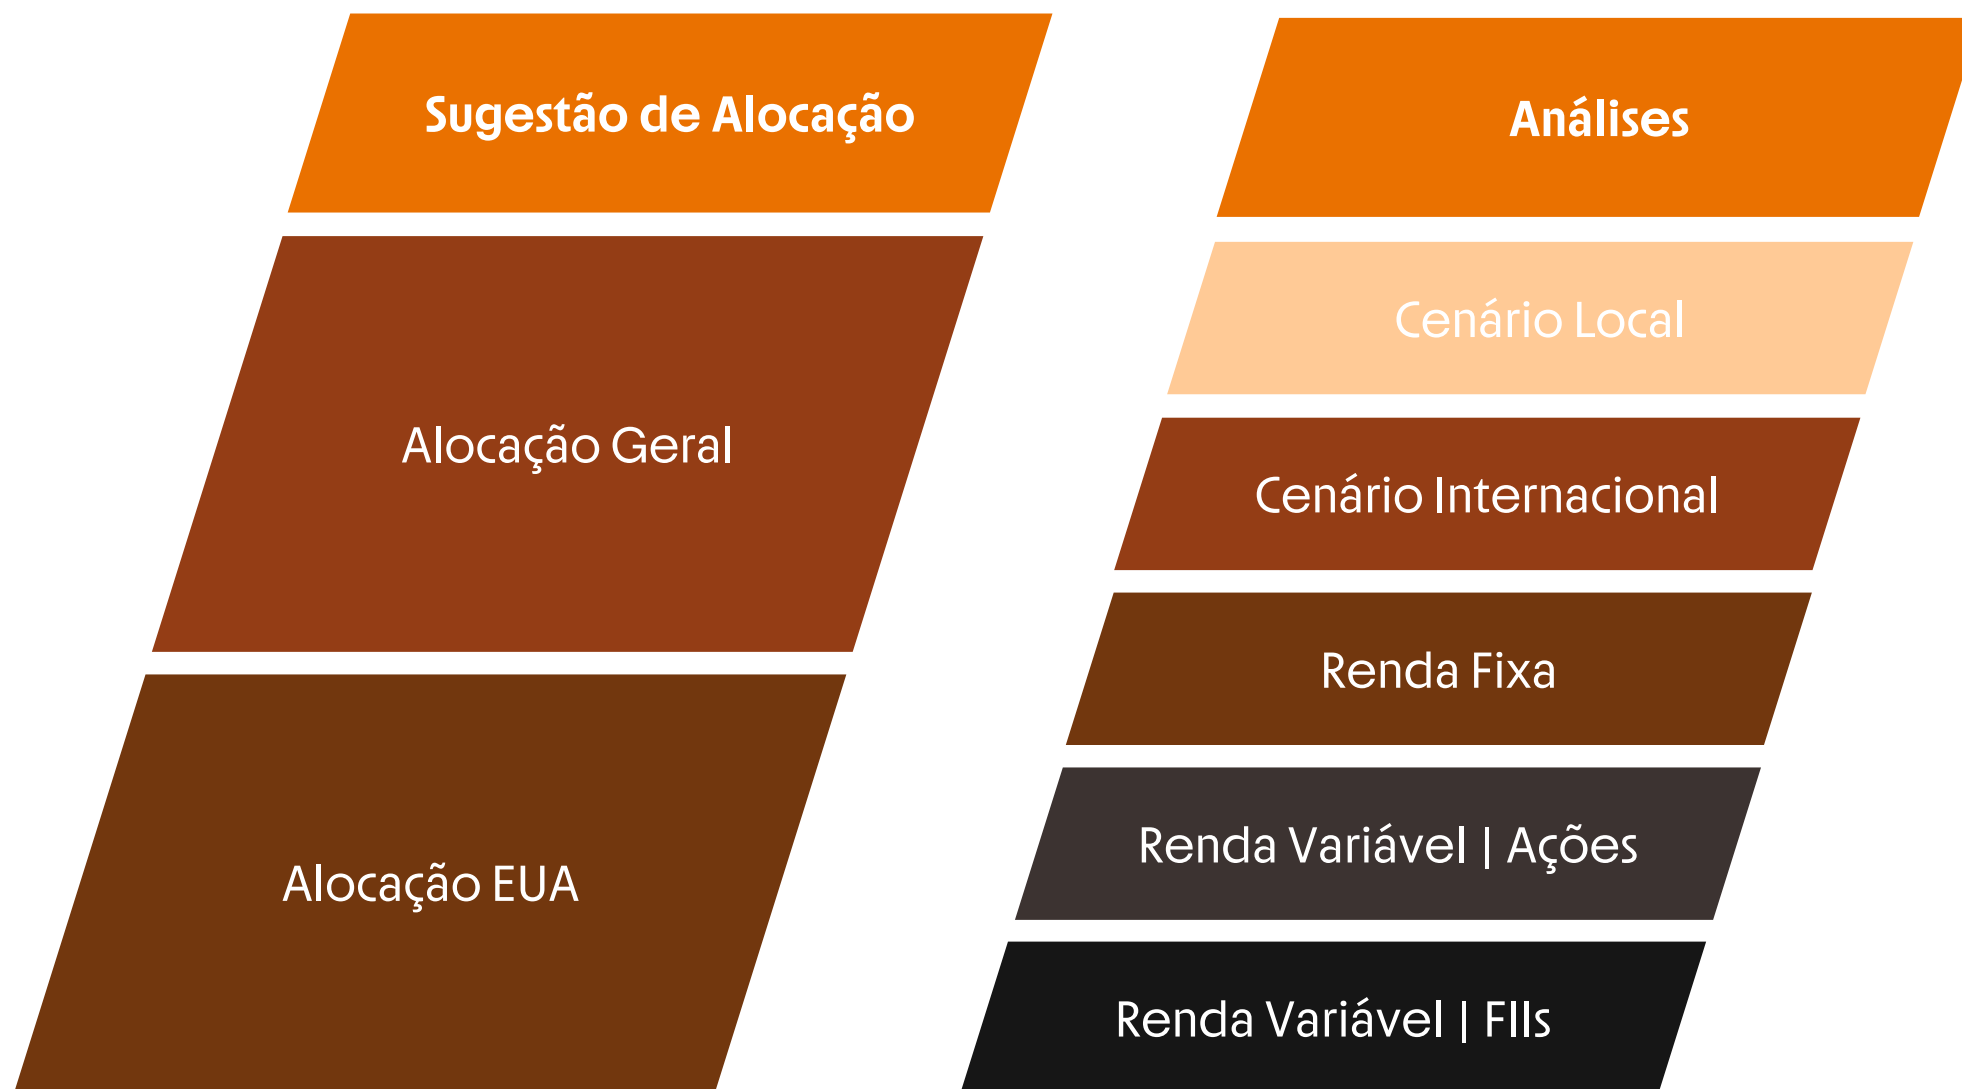 Sugestão de Alocação
Alocação Geral
Alocação EUA
Análises
Cenário Local
Cenário Internacional
Renda Fixa
Renda Variável | Ações
Renda Variável | FIIs